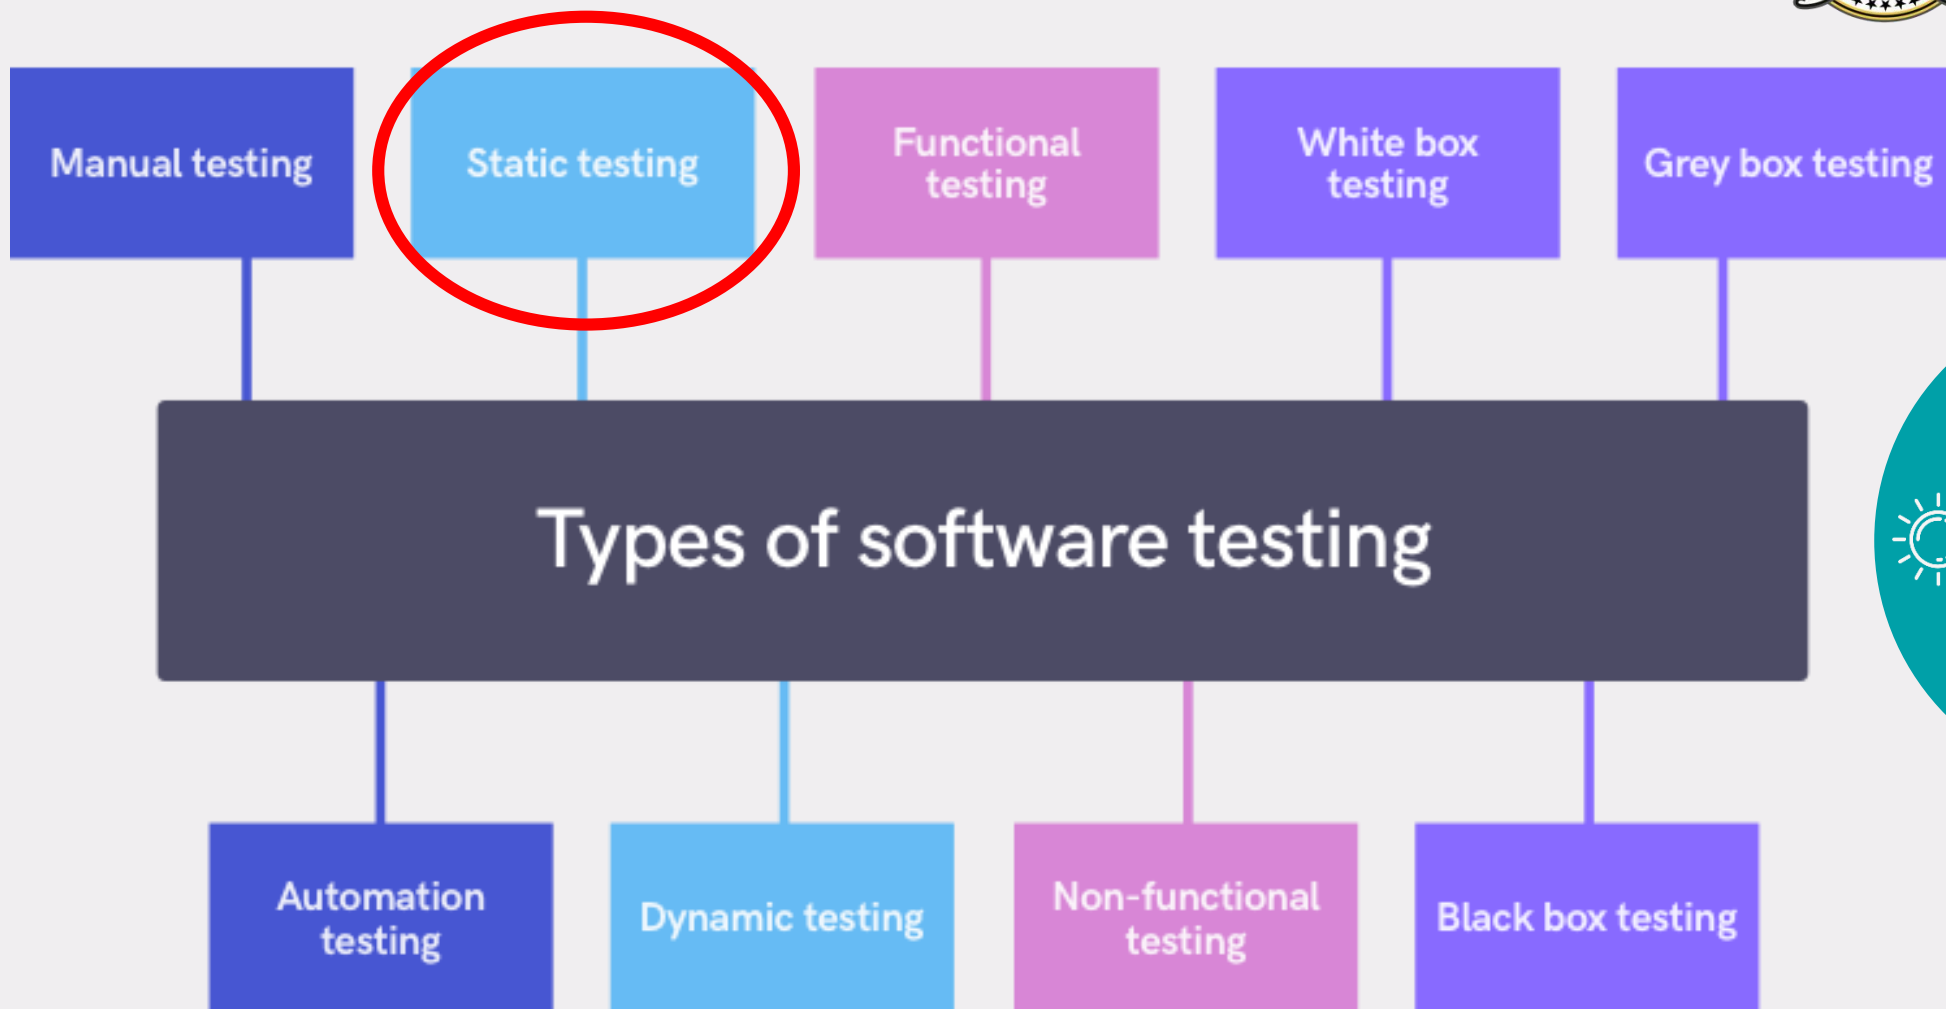 Manual testing
Static testing
Functional
testing
White box
testing
Grey box testing
Types of software testing
Automation
testing
Dynamic testing
Non-functional
testing
Black box testing